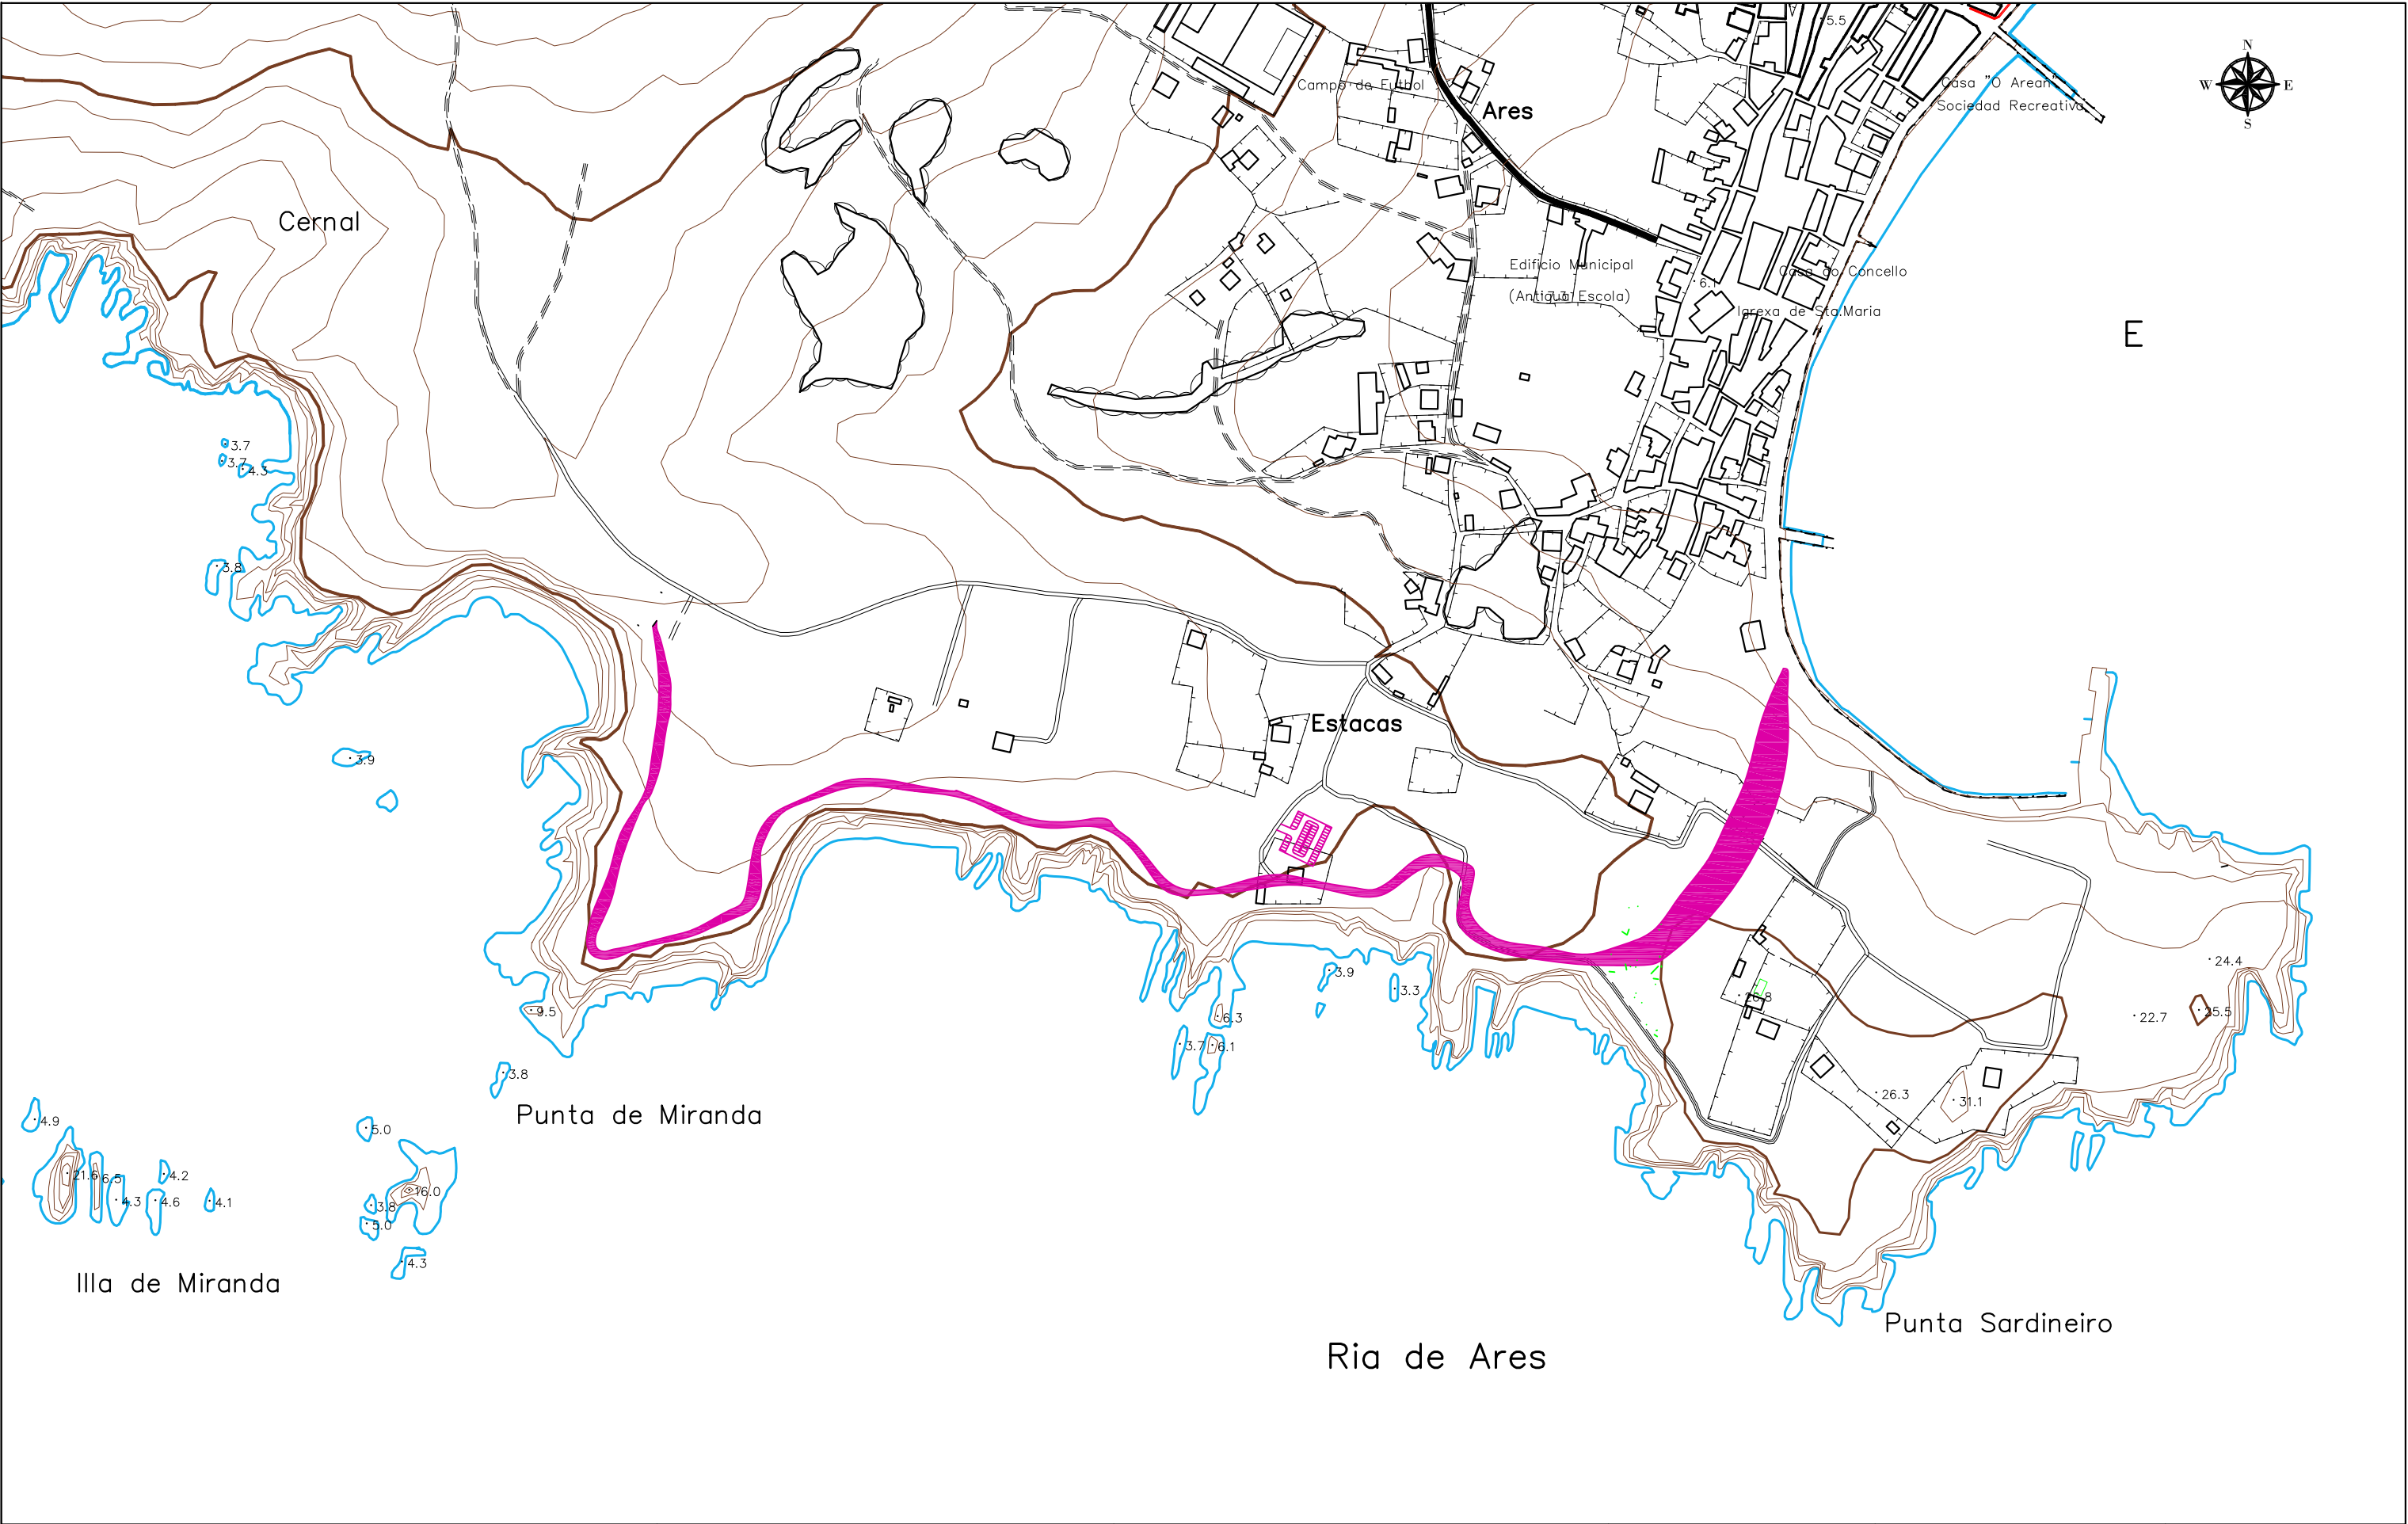 5.5
N
W E
S
Campo de Futbol
Casa "O Arean"
Sociedad Recreativa
Ares
Cernal
Edificio Municipal
(Antigua Escola)
Casa do Concello
6.1
Igrexa de Sta.Maria
E
3.7
3.7
4.3
3.8
Estacas
3.9
24.4
3.9
3.3
26.8
9.5
6.3
22.7
25.5
3.7
6.1
3.8
26.3
31.1
Punta de Miranda
4.9
5.0
21.6
6.5
4.2
4.3
4.6
4.1
16.0
3.8
5.0
4.3
Illa de Miranda
Punta Sardineiro
Ria de Ares